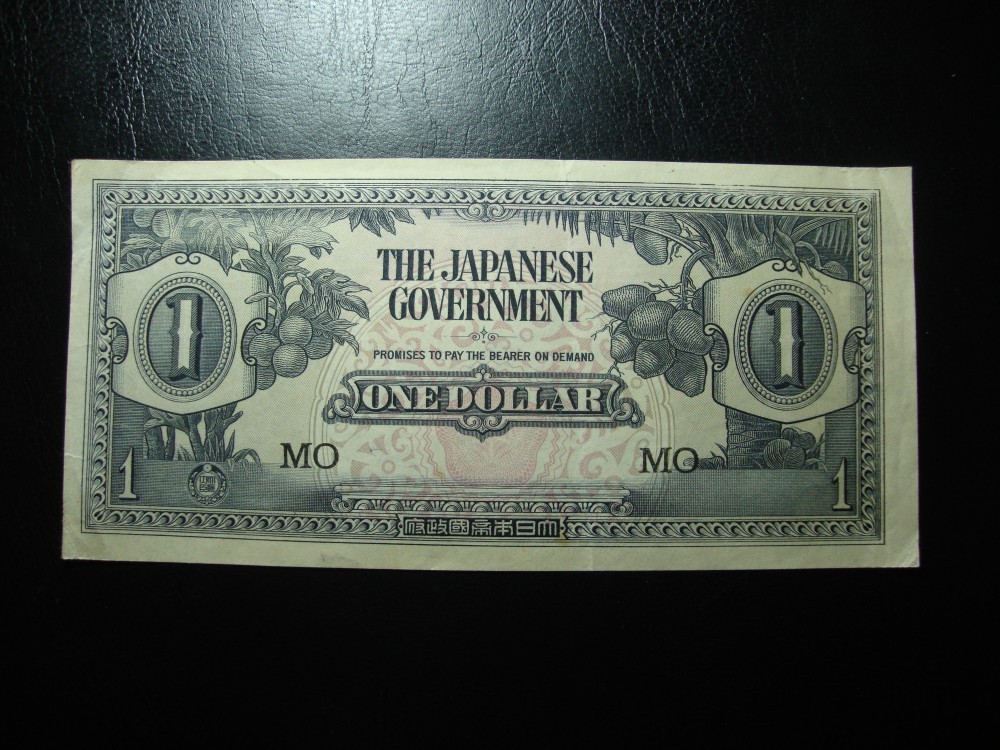 THE JAPANESE
GOVERNMENT
PROMISES TO PAY THE BEARER ON DEMAND
ONE DOLLAR
1
1
MO
MO
1
1
府政國帝本日大